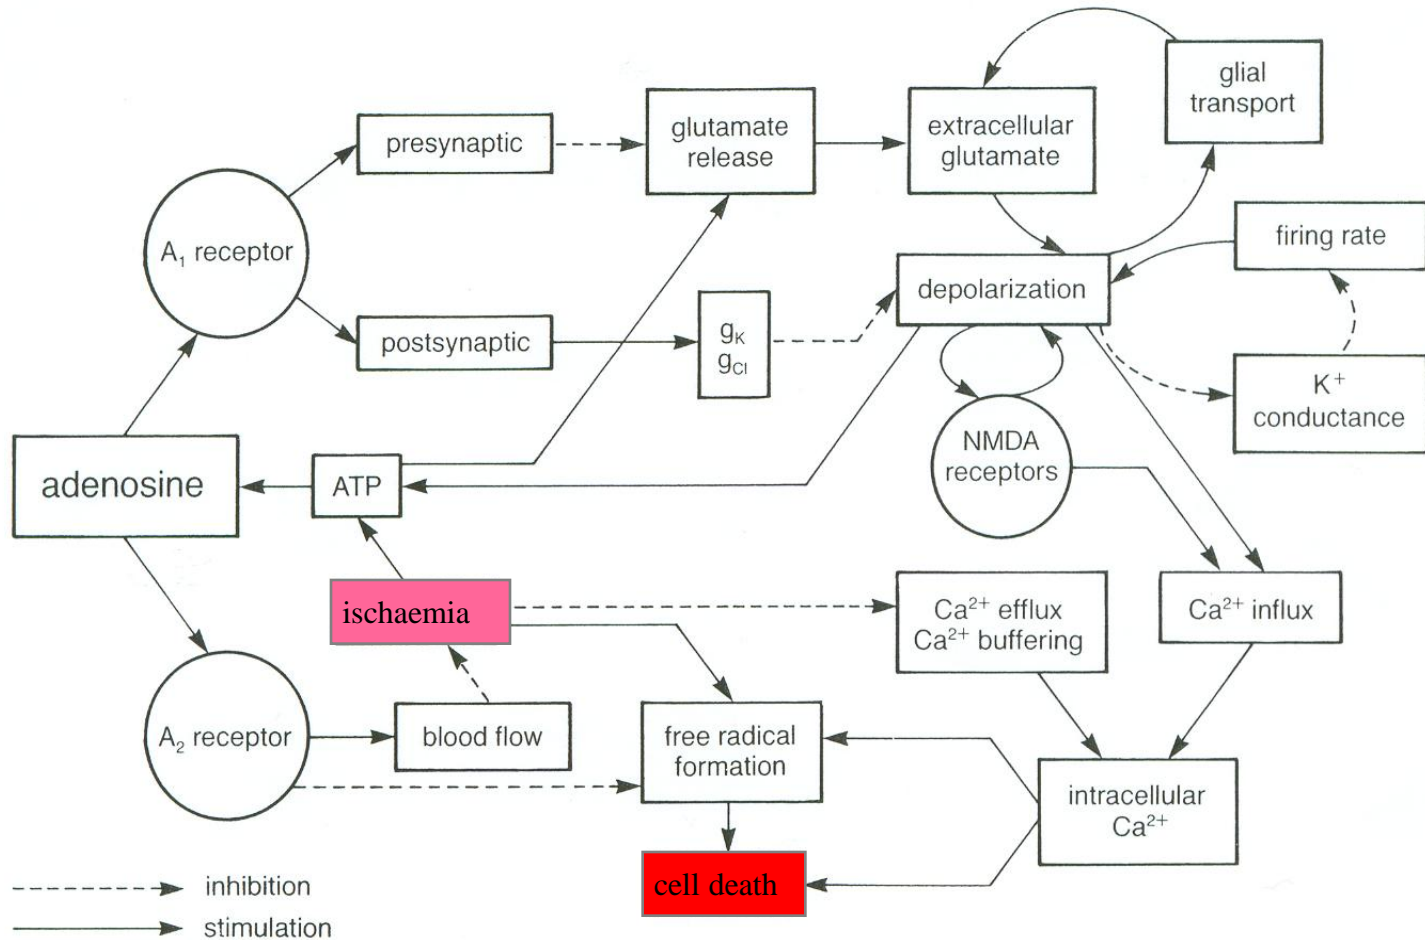 glial
transport
glutamate
release
extracellular
glutamate
presynaptic
A₁ receptor
firing rate
depolarization
postsynaptic
gK
gCl
K⁺
conductance
NMDA
receptors
adenosine
ATP
ischaemia
Ca²⁺ efflux
Ca²⁺ buffering
Ca²⁺ influx
A₂ receptor
blood flow
free radical
formation
intracellular
Ca²⁺
cell death
inhibition
stimulation